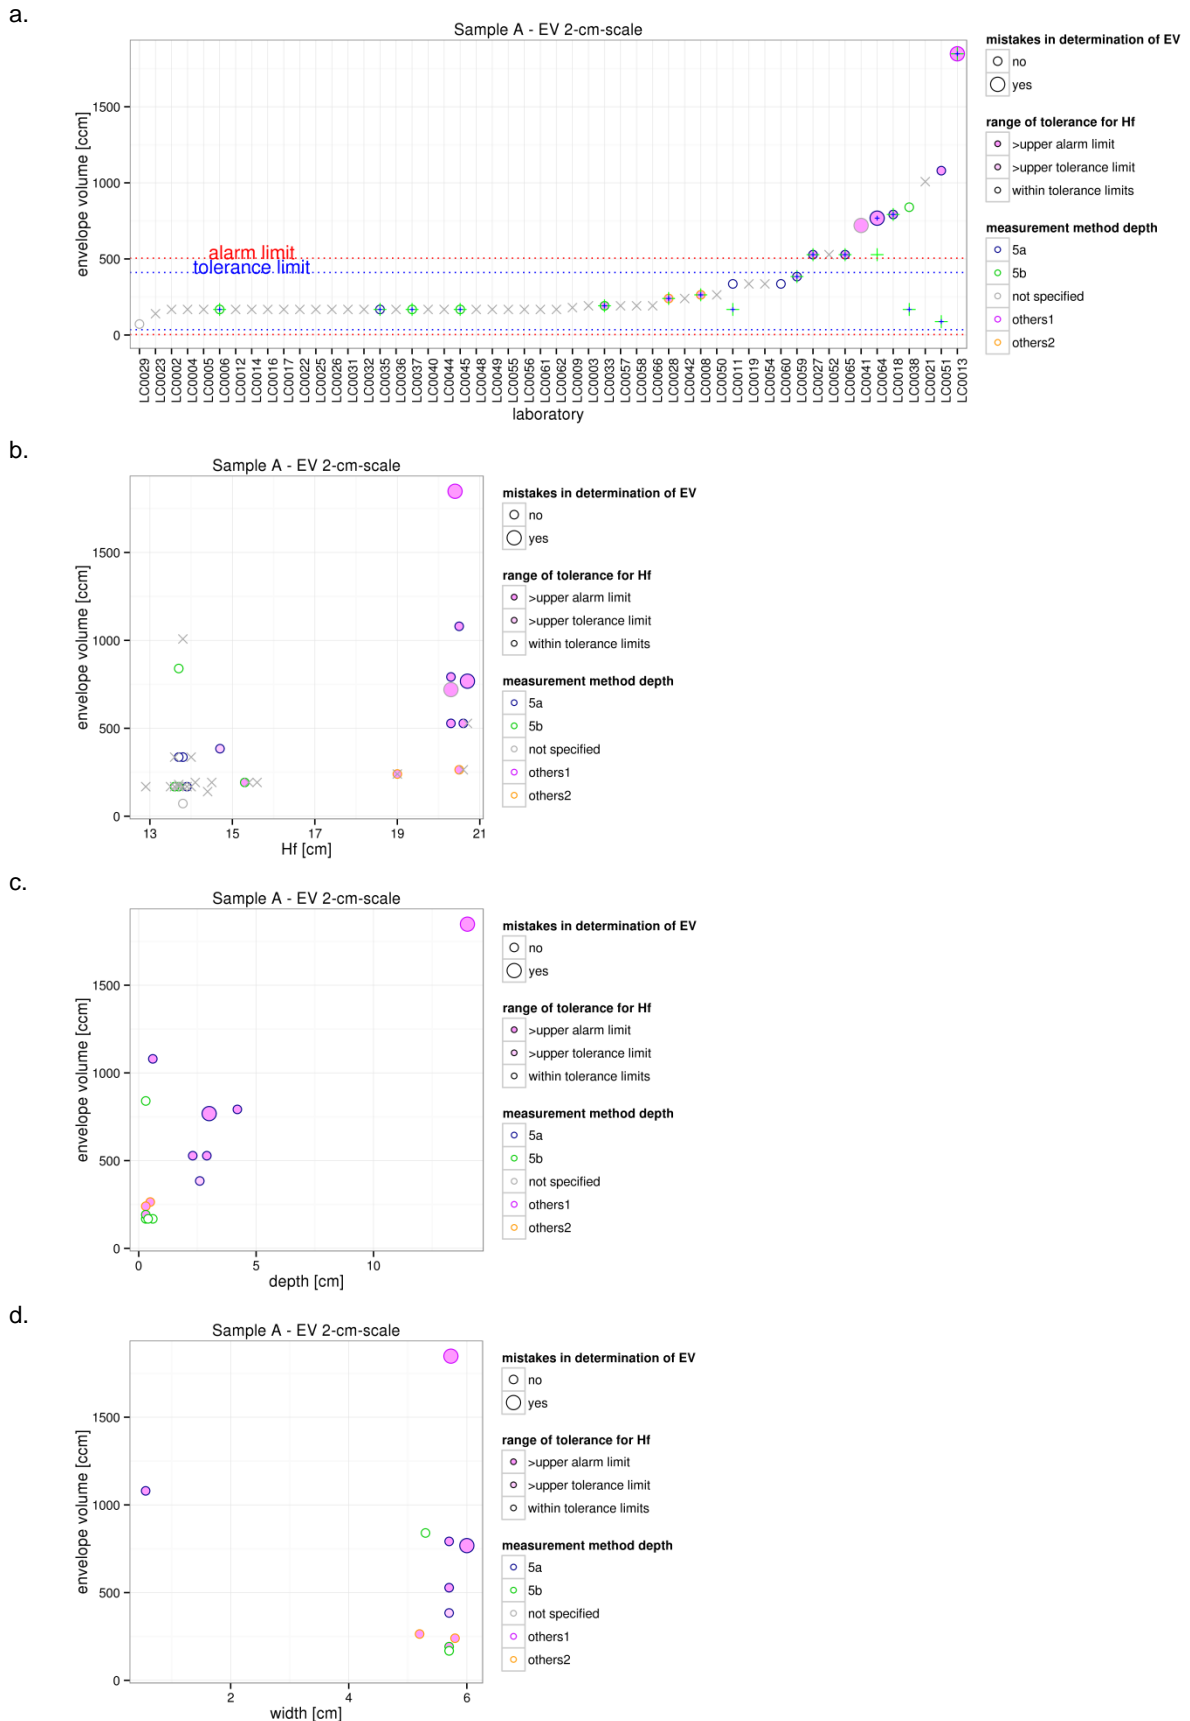 a.
Sample A - EV 2-cm-scale
envelope volume [ccm]
1500
1000
500
0
alarm limit
tolerance limit
LC0029 LC0023 LC0002 LC0004 LC0005 LC0006 LC0012 LC0014 LC0016 LC0017 LC0022 LC0025 LC0026 LC0031 LC0032 LC0035 LC0036 LC0037 LC0040 LC0044 LC0045 LC0048 LC0049 LC0055 LC0056 LC0061 LC0062 LC0009 LC0003 LC0033 LC0057 LC0058 LC0066 LC0028 LC0042 LC0008 LC0050 LC0011 LC0019 LC0054 LC0060 LC0059 LC0027 LC0052 LC0065 LC0041 LC0064 LC0018 LC0038 LC0021 LC0051 LC0013
laboratory
mistakes in determination of EV
no
yes
range of tolerance for Hf
>upper alarm limit
>upper tolerance limit
within tolerance limits
measurement method depth
5a
5b
not specified
others1
others2
b.
Sample A - EV 2-cm-scale
envelope volume [ccm]
1500
1000
500
0
13 15 17 19 21
Hf [cm]
mistakes in determination of EV
no
yes
range of tolerance for Hf
>upper alarm limit
>upper tolerance limit
within tolerance limits
measurement method depth
5a
5b
not specified
others1
others2
c.
Sample A - EV 2-cm-scale
envelope volume [ccm]
1500
1000
500
0
0 5 10
depth [cm]
mistakes in determination of EV
no
yes
range of tolerance for Hf
>upper alarm limit
>upper tolerance limit
within tolerance limits
measurement method depth
5a
5b
not specified
others1
others2
d.
Sample A - EV 2-cm-scale
envelope volume [ccm]
1500
1000
500
0
2 4 6
width [cm]
mistakes in determination of EV
no
yes
range of tolerance for Hf
>upper alarm limit
>upper tolerance limit
within tolerance limits
measurement method depth
5a
5b
not specified
others1
others2